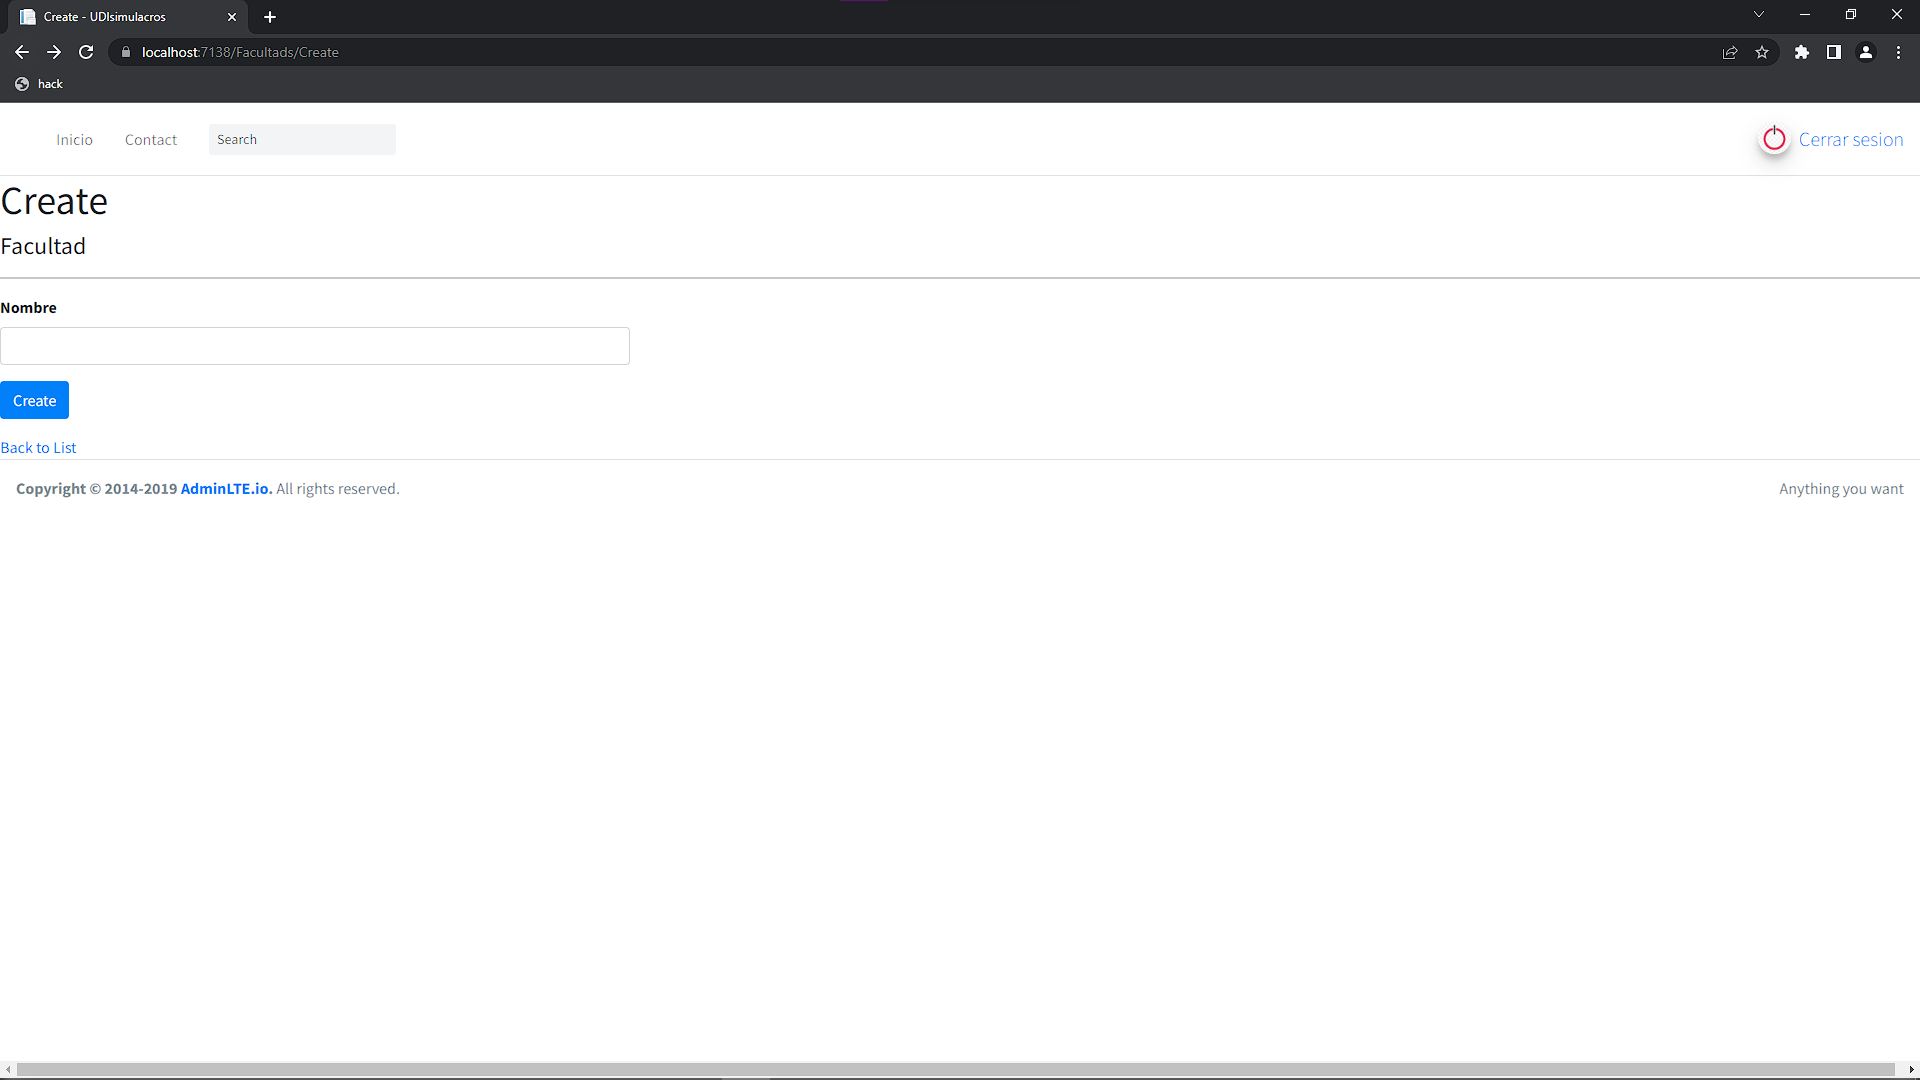 Create - UDIsimulacros
localhost:7138/Facultads/Create
hack
Inicio Contact Search Cerrar sesion
Create
Facultad
Nombre
Create
Back to List
Copyright © 2014-2019 AdminLTE.io. All rights reserved. Anything you want